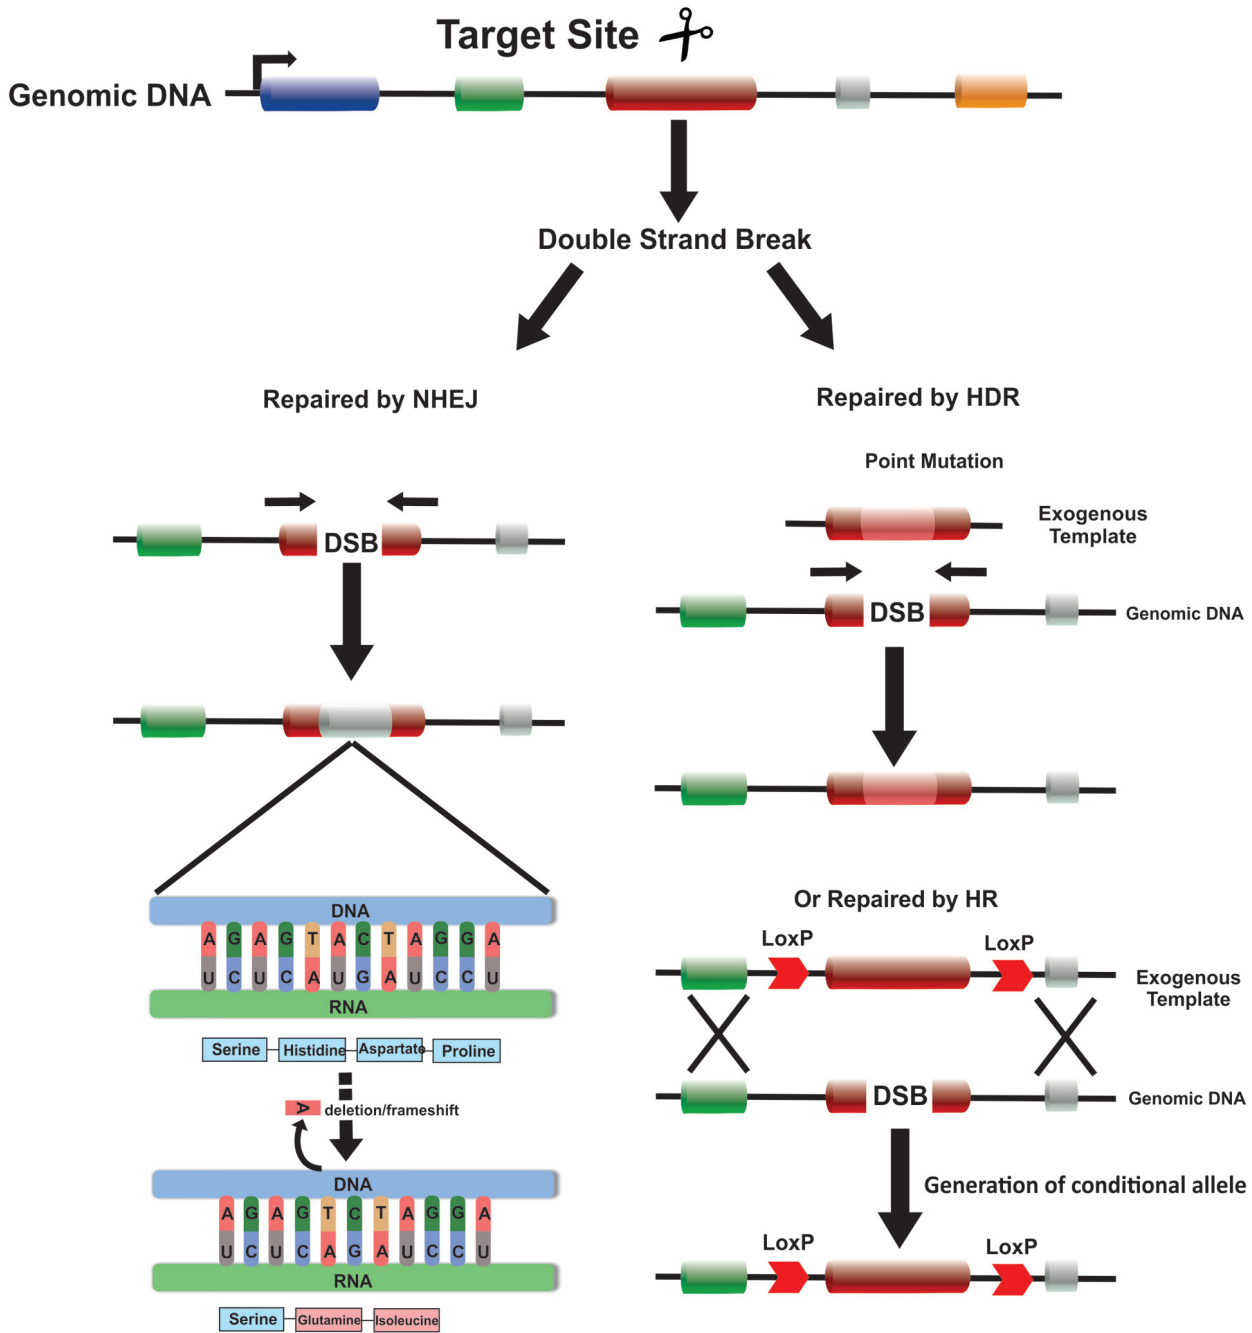 Target Site
Genomic DNA
Double Strand Break
Repaired by NHEJ
DSB
DNA
A G A G T A C T A G G A
U C U C A U G A U C C U
RNA
Serine Histidine Aspartate Proline
A deletion/frameshift
DNA
A G A G T C T A G G A
U C U C A G A U C C U
RNA
Serine Glutamine Isoleucine
Repaired by HDR
Point Mutation
Exogenous
Template
DSB
Genomic DNA
Or Repaired by HR
LoxP LoxP
Exogenous
Template
DSB
Genomic DNA
Generation of conditional allele
LoxP LoxP